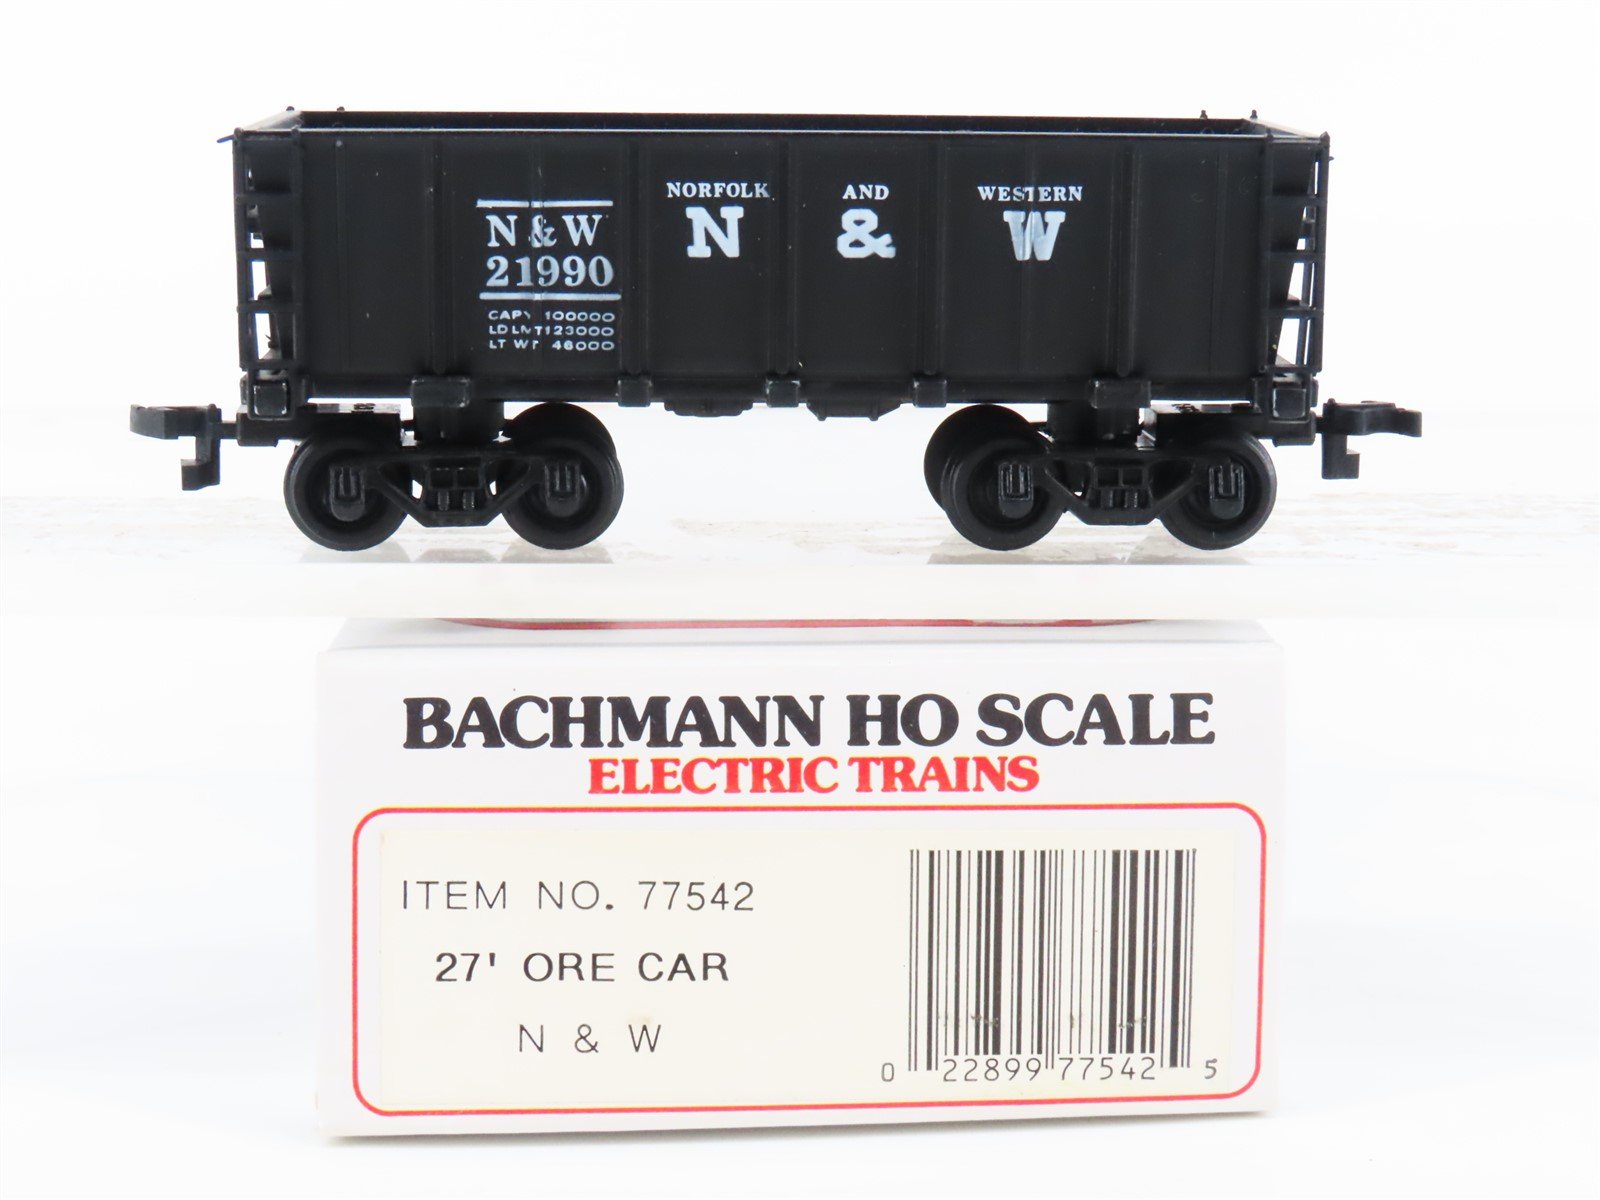 NORFOLK AND WESTERN
N & W
N & W
21990
CAPY 100000
LD LMT 123000
LT WT 46000
BACHMANN HO SCALE
ELECTRIC TRAINS
ITEM NO. 77542
27' ORE CAR
N & W
0 22899 77542 5